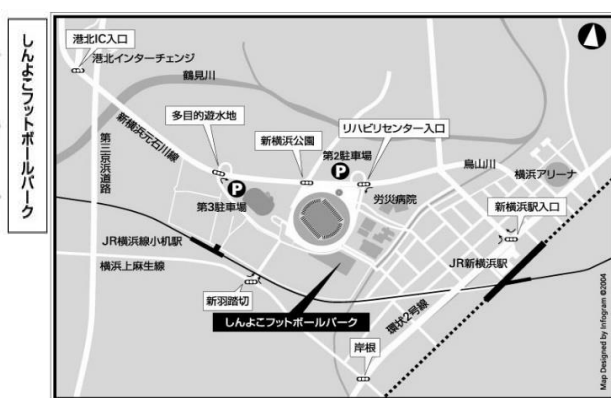 しんよこフットボールパーク
港北IC入口
港北インターチェンジ
鶴見川
多目的遊水地
新横浜元石川線
第三京浜道路
新横浜公園
第2駐車場
リハビリセンター入口
鳥山川
横浜アリーナ
P
P
第3駐車場
労災病院
新横浜駅入口
JR横浜線小机駅
JR新横浜駅
横浜上麻生線
新羽踏切
しんよこフットボールパーク
環状2号線
岸根
Map Designed by Infogram ©2004